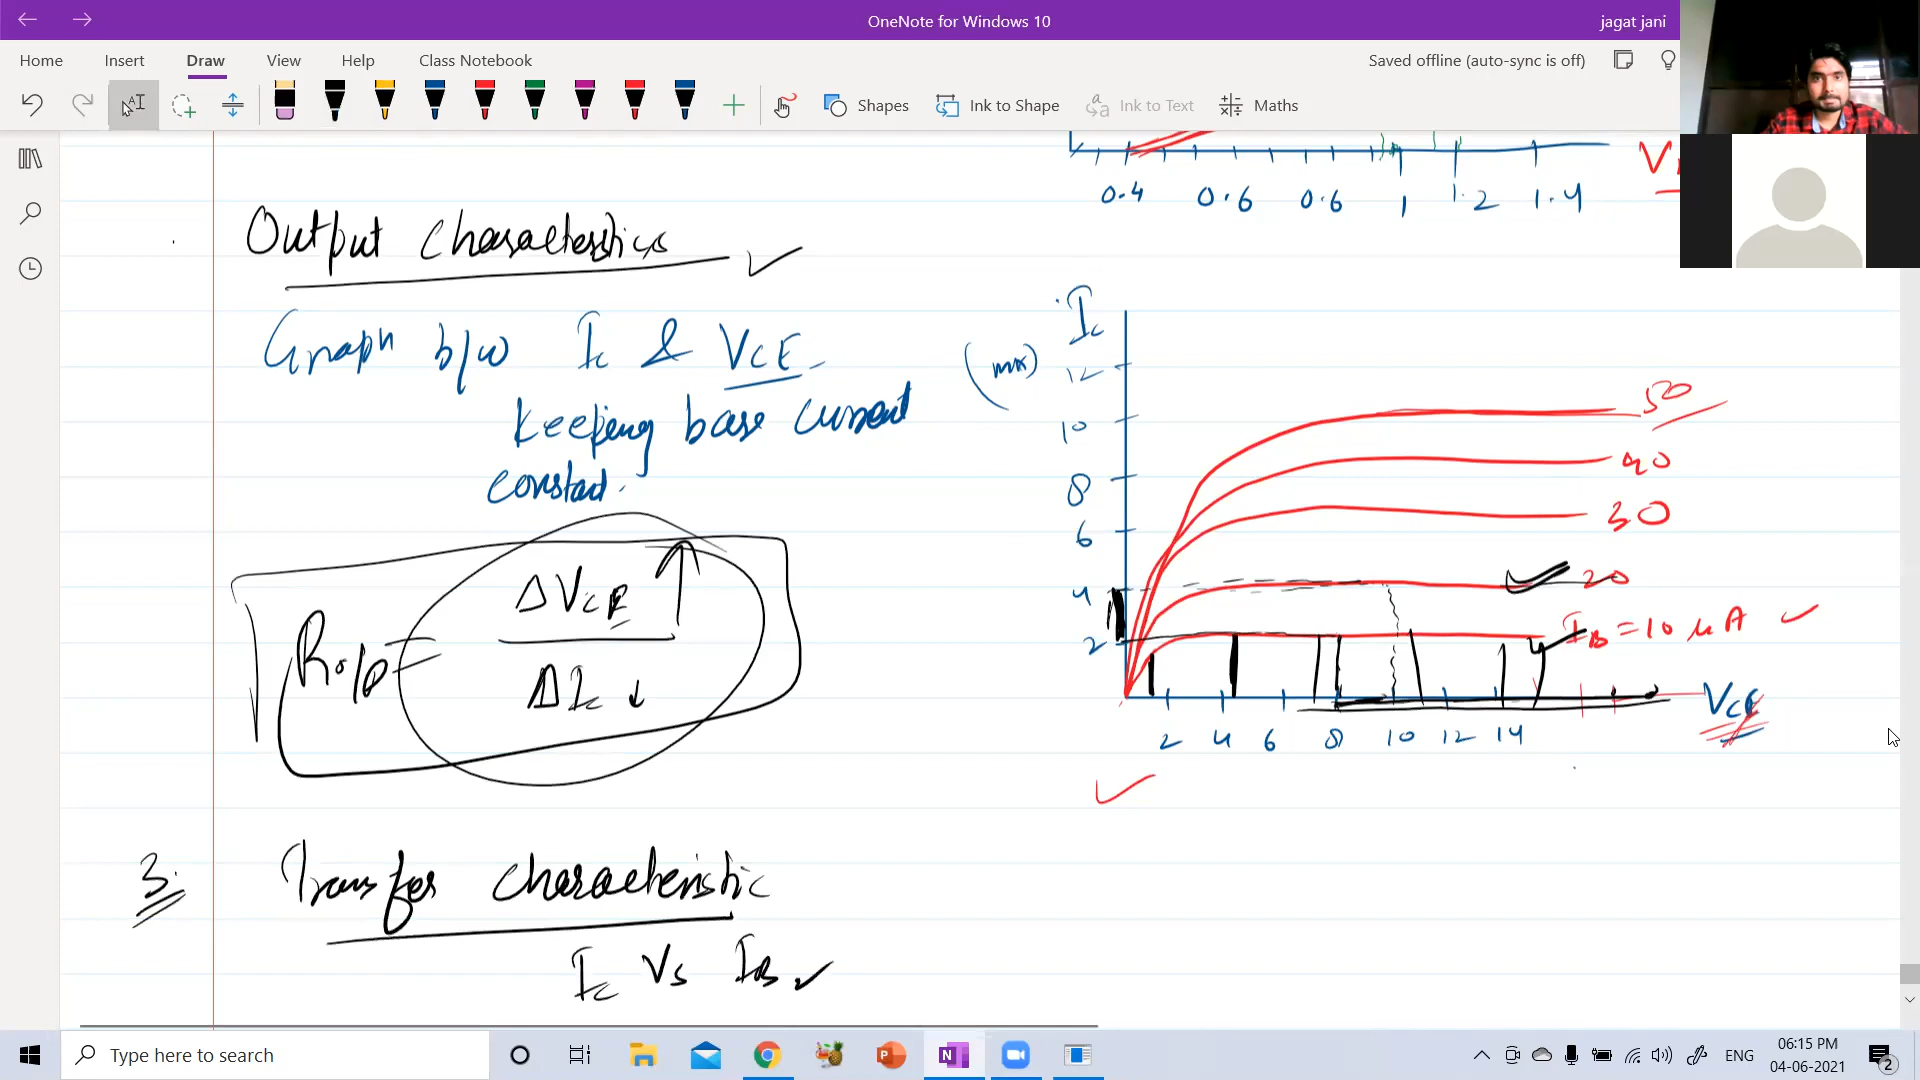 OneNote for Windows 10
jagat jani
Home Insert Draw View Help Class Notebook
Saved offline (auto-sync is off)
Shapes Ink to Shape Ink to Text Maths
0.4 0.6 0.6 1 1.2 1.4
Output characteristics
Graph b/w Ic & VCE
keeping base current
constant.
Ro/p = ΔVCE / ΔIc ↓
Ic
(mA)
12
10
8
6
4
2
50
40
30
20
IB = 10 μA
VCE
2 4 6 8 10 12 14
3.
Transfer characteristic
Ic Vs IB
Type here to search
ENG
06:15 PM
04-06-2021
2